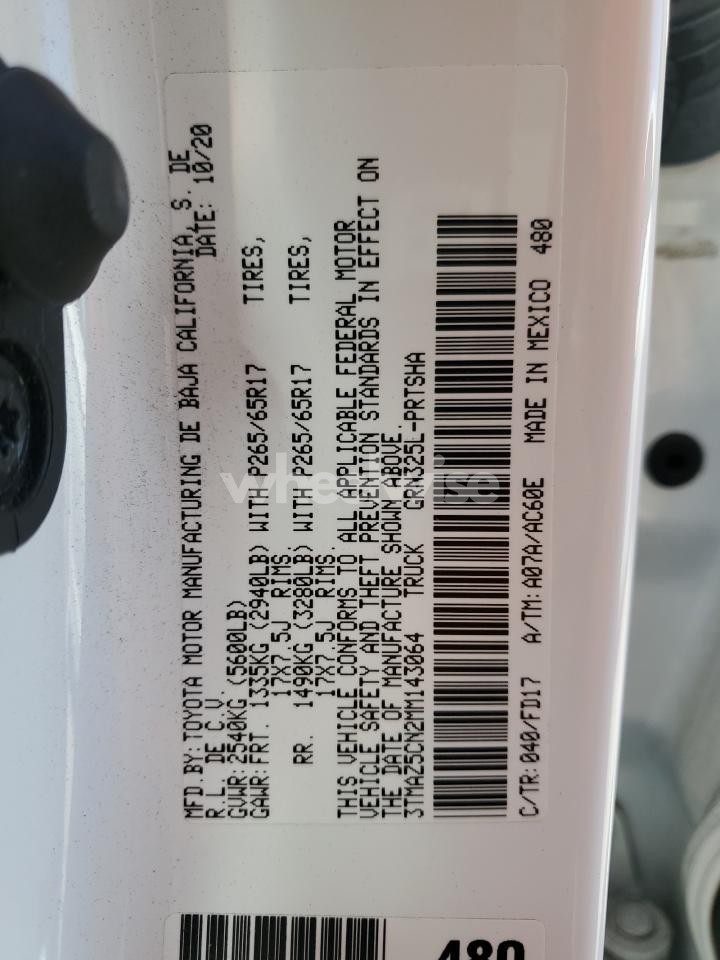 MFD BY: TOYOTA MOTOR MANUFACTURING DE BAJA CALIFORNIA, S. DE
R.L. DE C.V. DATE: 10/20
GVWR: 2540KG (5600LB)
GAWR: FRT. 1335KG (2940LB) WITH P265/65R17 TIRES,
17X7.5J RIMS.
RR. 1490KG (3280LB) WITH P265/65R17 TIRES,
17X7.5J RIMS.
THIS VEHICLE CONFORMS TO ALL APPLICABLE FEDERAL MOTOR
VEHICLE SAFETY AND THEFT PREVENTION STANDARDS IN EFFECT ON
THE DATE OF MANUFACTURE SHOWN ABOVE.
3TMAZ5CN2MM143064 TRUCK GRN325L-PRTSHA
C/TR: 040/FD17 A/TM: A07A/AC60E MADE IN MEXICO 480
480
wheelwise